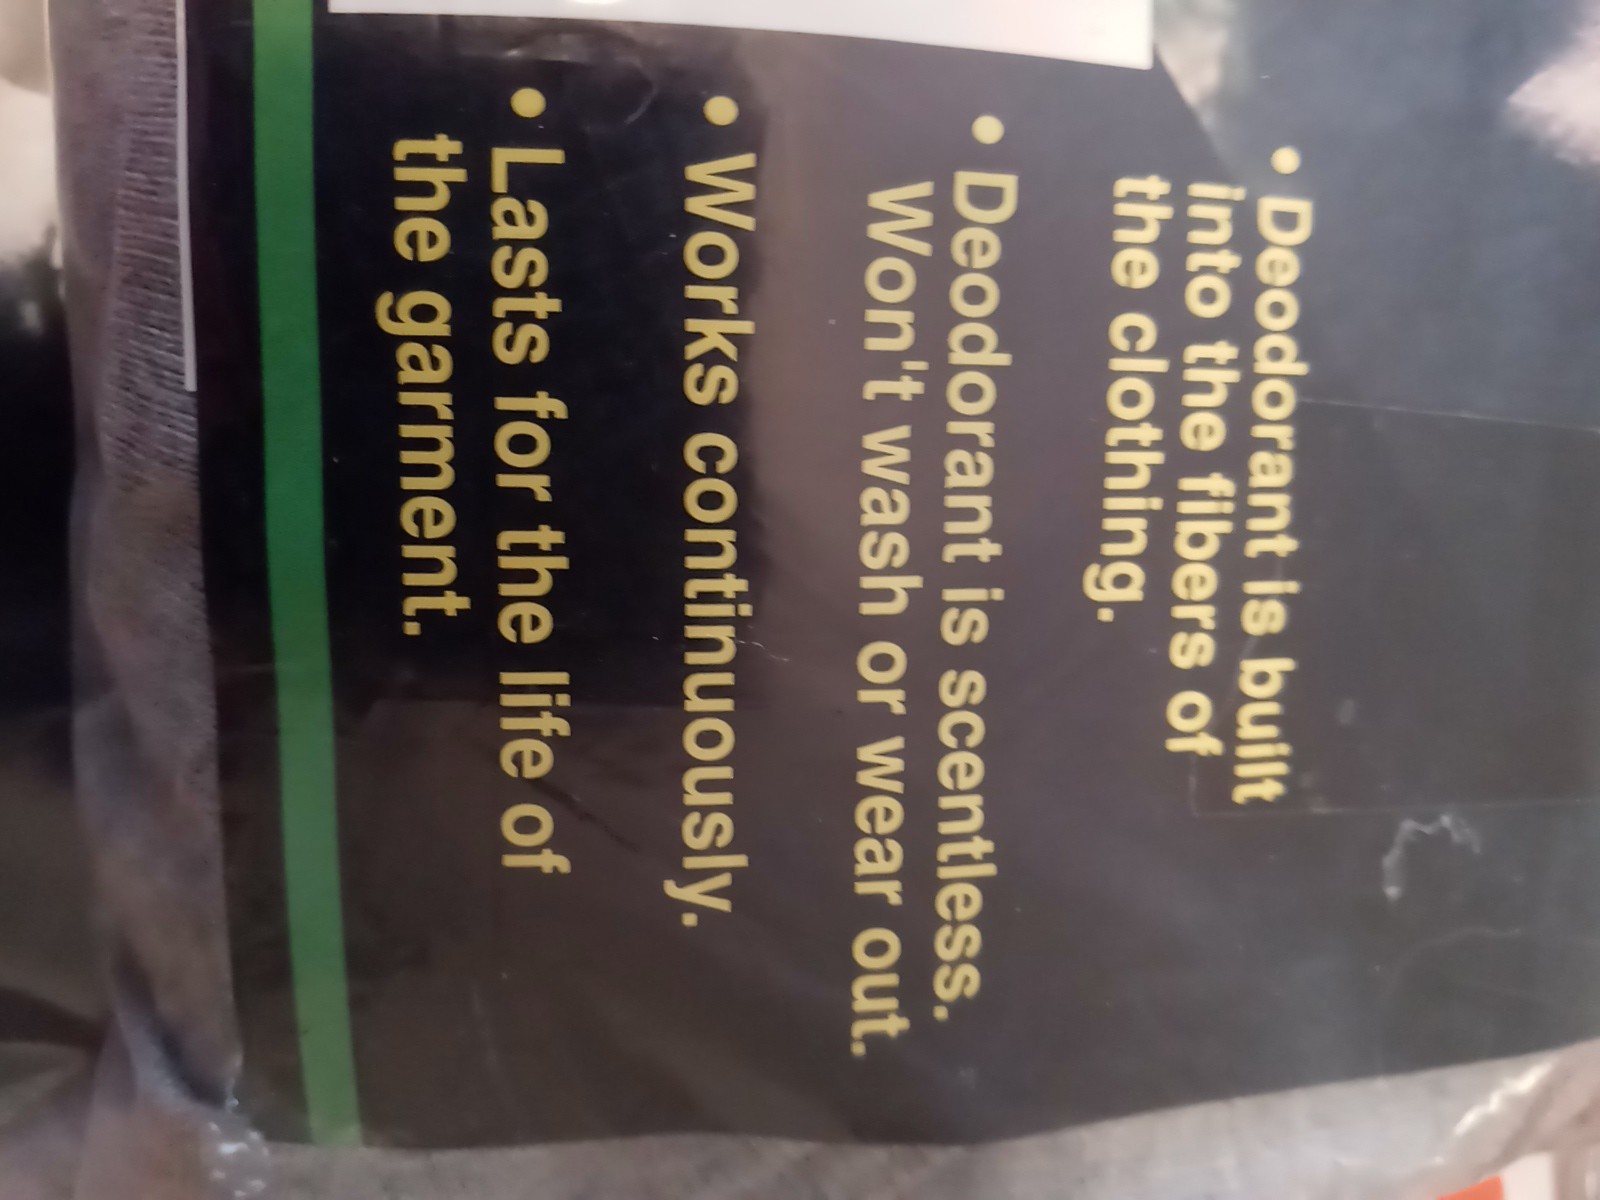 • Deodorant is built
into the fibers of
the clothing.
• Deodorant is scentless.
Won't wash or wear out.
• Works continuously.
• Lasts for the life of
the garment.